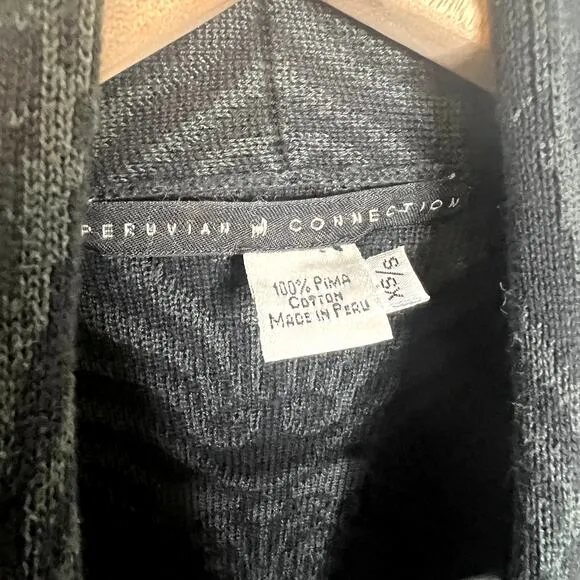 PERUVIAN CONNECTION
100% PIMA
COTTON
MADE IN PERU
XS/S